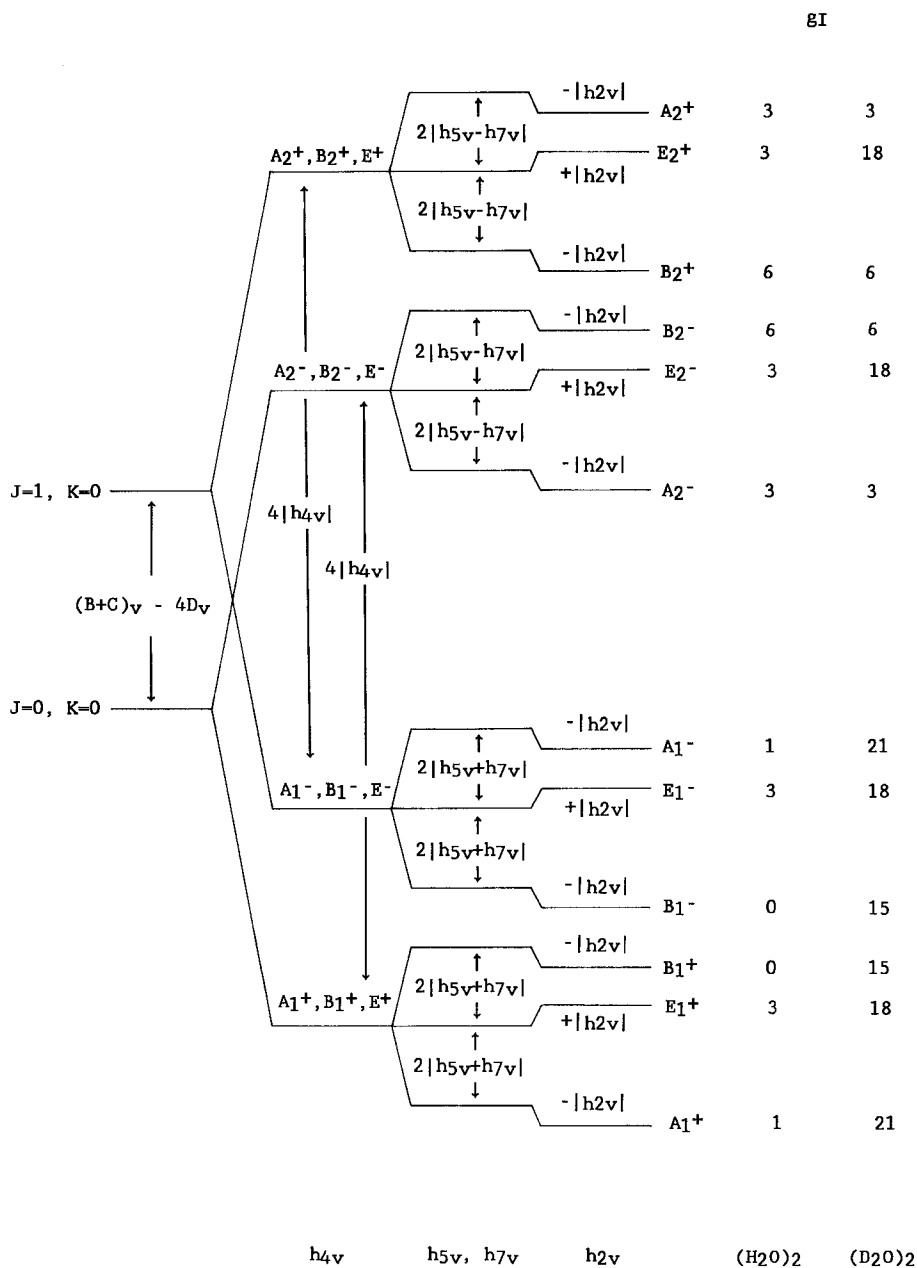 gI
-|h2v|
A2+ 3 3
2|h5v-h7v|
A2+,B2+,E+
E2+ 3 18
+|h2v|
2|h5v-h7v|
-|h2v|
B2+ 6 6
-|h2v|
B2- 6 6
2|h5v-h7v|
A2-,B2-,E-
E2- 3 18
+|h2v|
2|h5v-h7v|
-|h2v|
J=1, K=0
A2- 3 3
4|h4v|
4|h4v|
(B+C)v - 4Dv
J=0, K=0
-|h2v|
A1- 1 21
2|h5v+h7v|
A1-,B1-,E-
E1- 3 18
+|h2v|
2|h5v+h7v|
-|h2v|
B1- 0 15
-|h2v|
B1+ 0 15
2|h5v+h7v|
A1+,B1+,E+
E1+ 3 18
+|h2v|
2|h5v+h7v|
-|h2v|
A1+ 1 21
h4v h5v, h7v h2v (H2O)2 (D2O)2